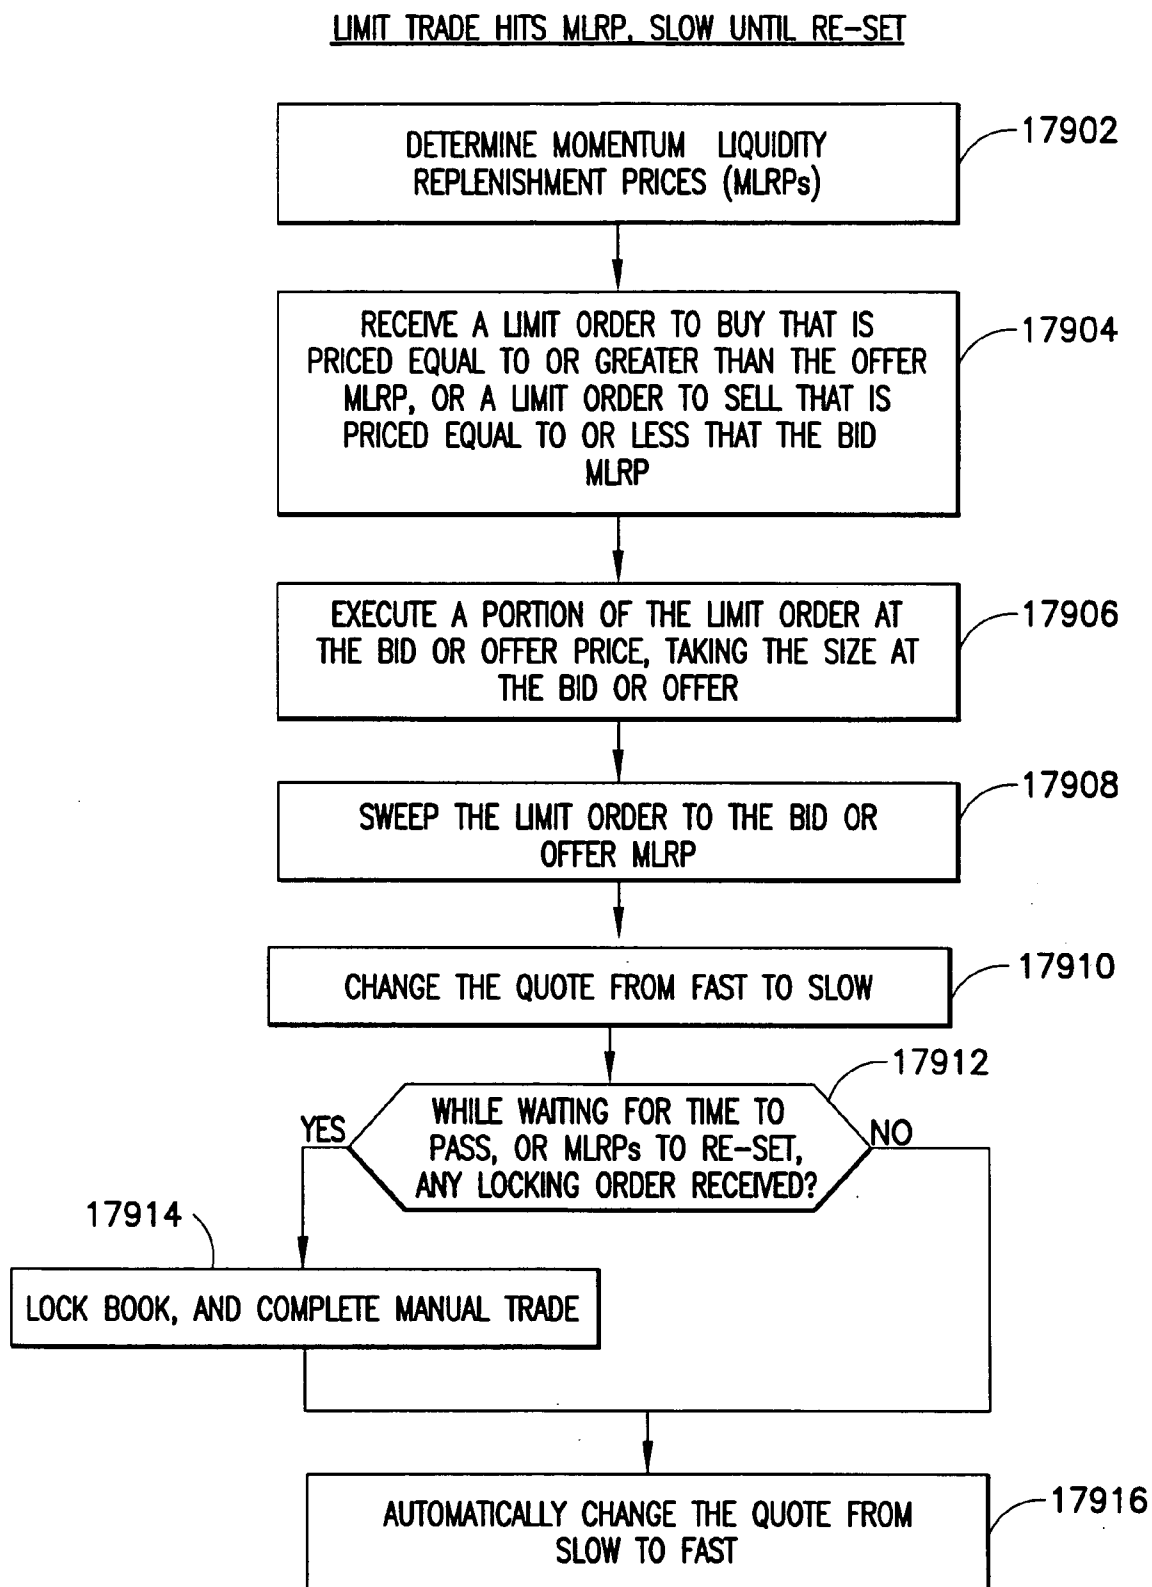 LIMIT TRADE HITS MLRP, SLOW UNTIL RE-SET
17902
DETERMINE MOMENTUM LIQUIDITY
REPLENISHMENT PRICES (MLRPs)
17904
RECEIVE A LIMIT ORDER TO BUY THAT IS
PRICED EQUAL TO OR GREATER THAN THE OFFER
MLRP, OR A LIMIT ORDER TO SELL THAT IS
PRICED EQUAL TO OR LESS THAT THE BID
MLRP
17906
EXECUTE A PORTION OF THE LIMIT ORDER AT
THE BID OR OFFER PRICE, TAKING THE SIZE AT
THE BID OR OFFER
17908
SWEEP THE LIMIT ORDER TO THE BID OR
OFFER MLRP
17910
CHANGE THE QUOTE FROM FAST TO SLOW
17912
WHILE WAITING FOR TIME TO
PASS, OR MLRPs TO RE-SET,
ANY LOCKING ORDER RECEIVED?
YES
NO
17914
LOCK BOOK, AND COMPLETE MANUAL TRADE
17916
AUTOMATICALLY CHANGE THE QUOTE FROM
SLOW TO FAST